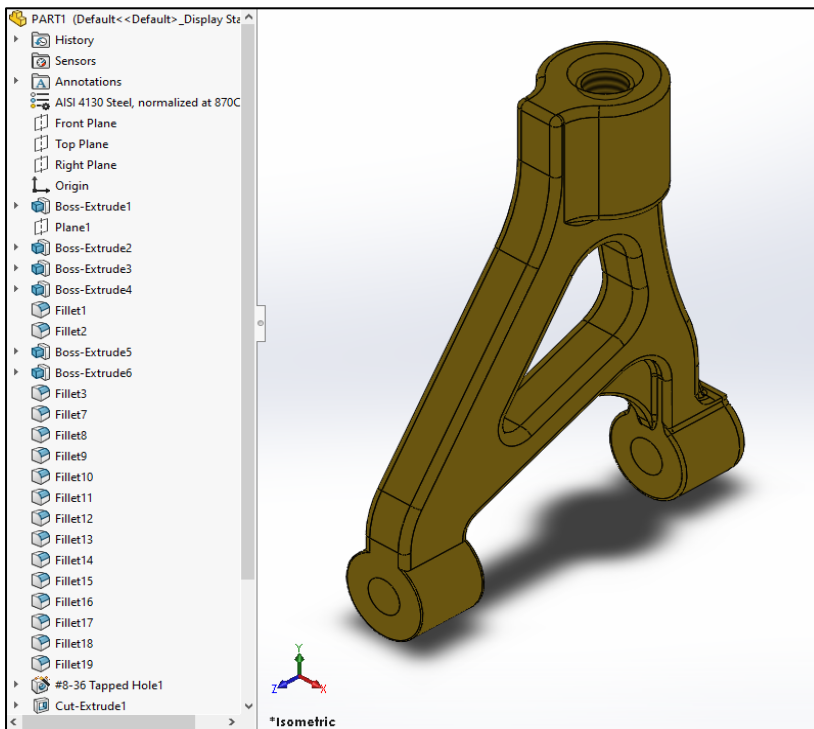 PART1 (Default<<Default>_Display Sta
History
Sensors
Annotations
AISI 4130 Steel, normalized at 870C
Front Plane
Top Plane
Right Plane
Origin
Boss-Extrude1
Plane1
Boss-Extrude2
Boss-Extrude3
Boss-Extrude4
Fillet1
Fillet2
Boss-Extrude5
Boss-Extrude6
Fillet3
Fillet7
Fillet8
Fillet9
Fillet10
Fillet11
Fillet12
Fillet13
Fillet14
Fillet15
Fillet16
Fillet17
Fillet18
Fillet19
#8-36 Tapped Hole1
Cut-Extrude1
Y
Z X
*Isometric